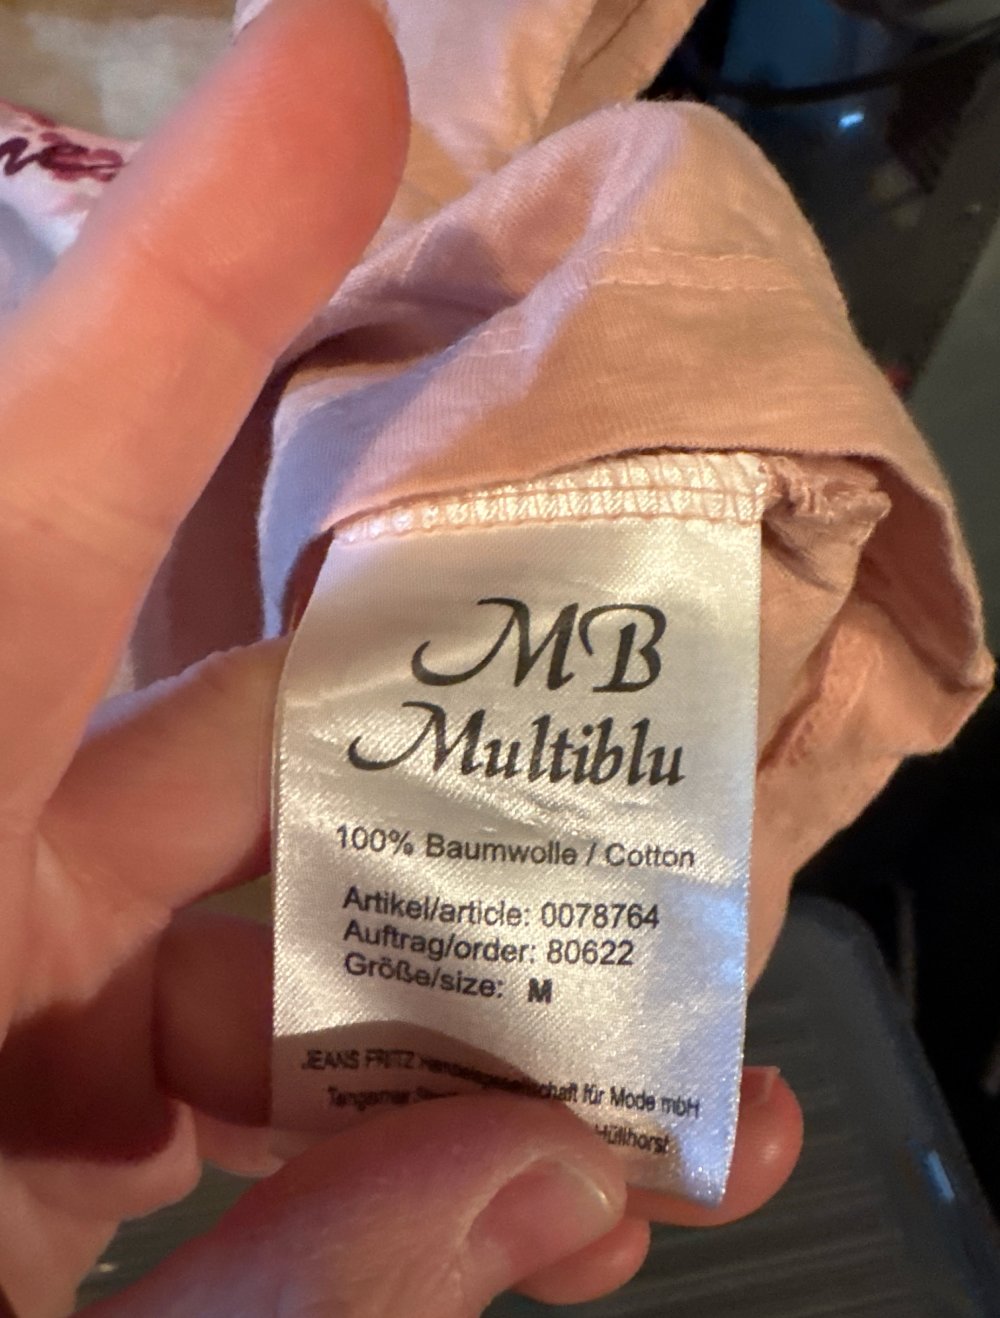 MB
Multiblu
100% Baumwolle / Cotton
Artikel/article: 0078764
Auftrag/order: 80622
Größe/size: M
JEANS FRITZ Handelsgesellschaft für Mode mbH
Hüllhorst